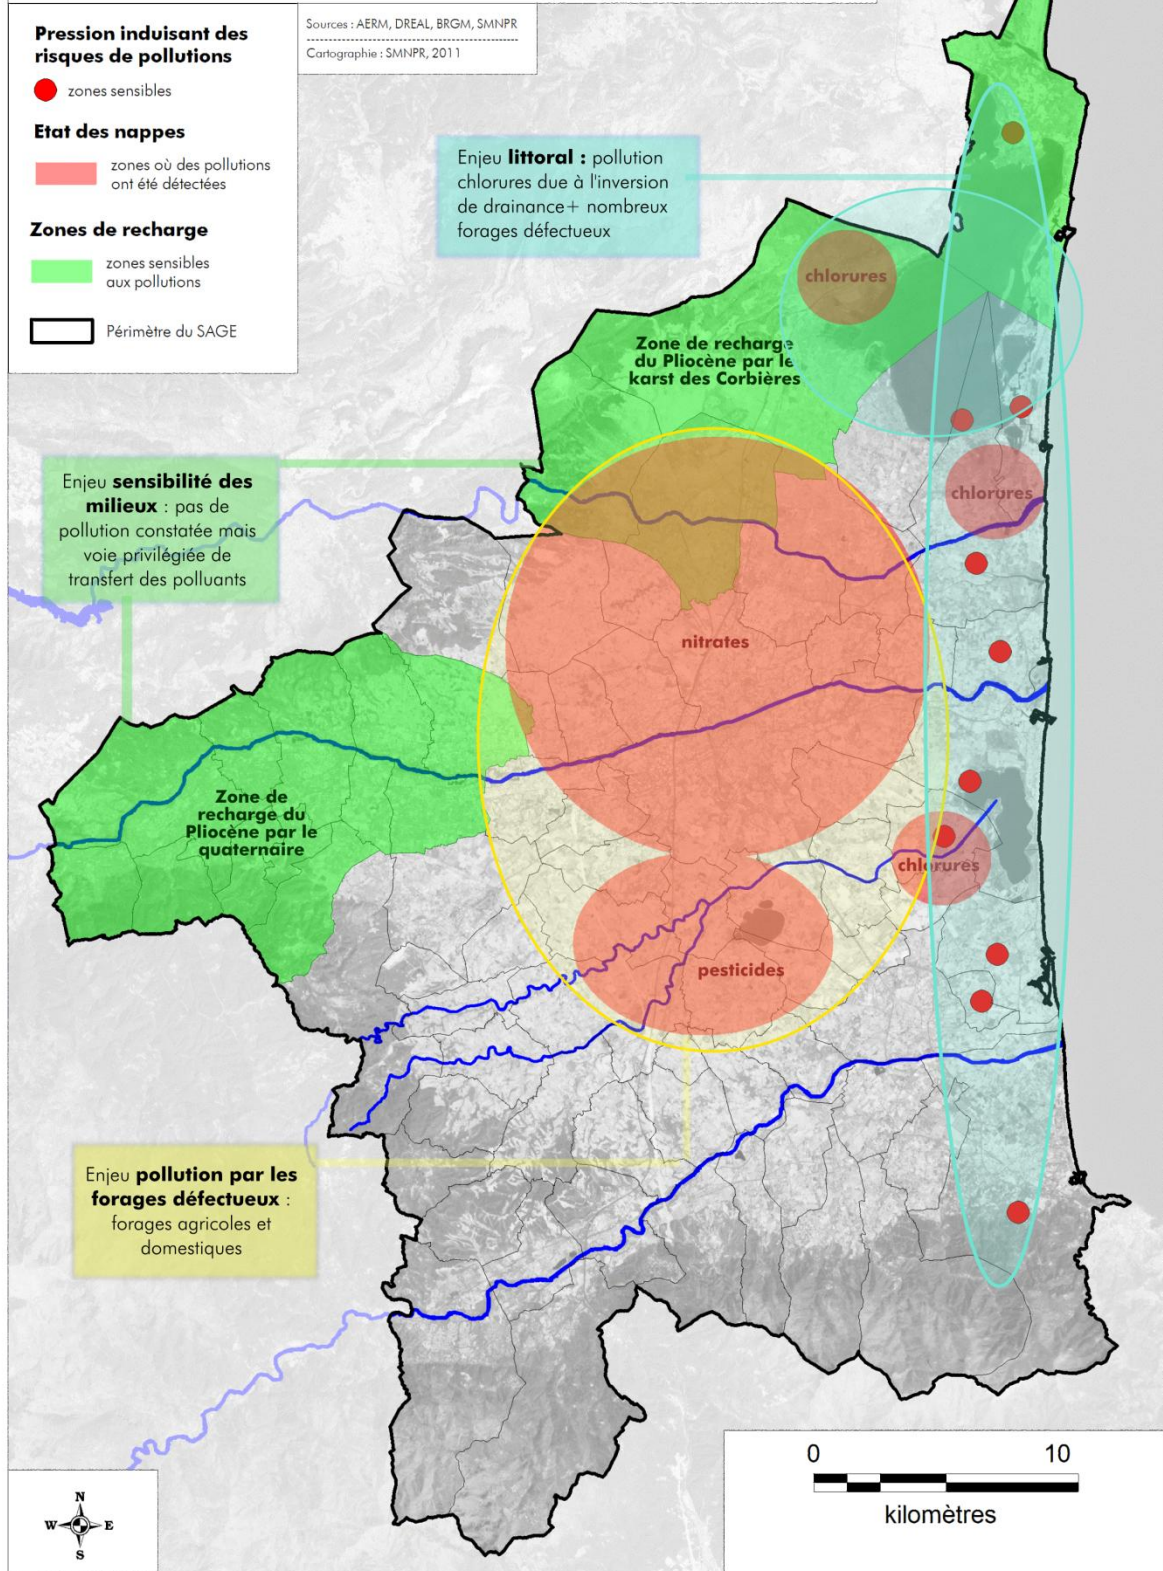 Pression induisant des
risques de pollutions
zones sensibles
Etat des nappes
zones où des pollutions
ont été détectées
Zones de recharge
zones sensibles
aux pollutions
Périmètre du SAGE
Sources : AERM, DREAL, BRGM, SMNPR
Cartographie : SMNPR, 2011
Enjeu littoral : pollution
chlorures due à l'inversion
de drainance+ nombreux
forages défectueux
chlorures
Zone de recharge
du Pliocène par le
karst des Corbières
Enjeu sensibilité des
milieux : pas de
pollution constatée mais
voie privilégiée de
transfert des polluants
chlorures
nitrates
Zone de
recharge du
Pliocène par le
quaternaire
chlorures
pesticides
Enjeu pollution par les
forages défectueux :
forages agricoles et
domestiques
0 10
kilomètres
N
W E
S